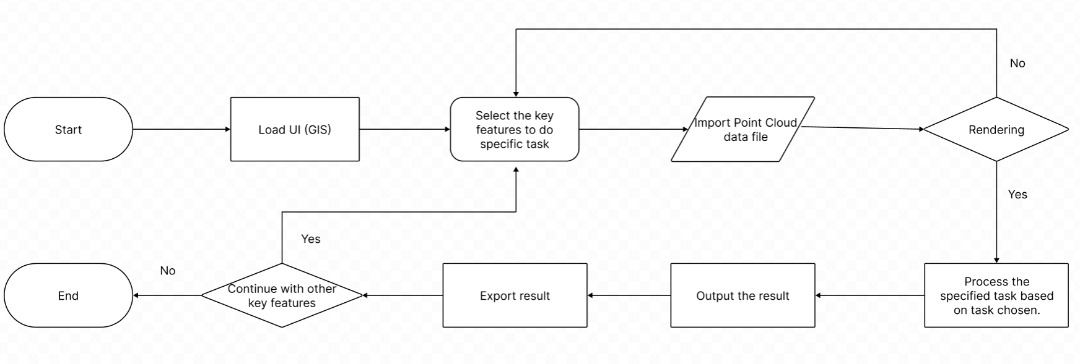 No
Start
Load UI (GIS)
Select the key
features to do
specific task
Import Point Cloud
data file
Rendering
Yes
Yes
No
End
Continue with other
key features
Export result
Output the result
Process the
specified task based
on task chosen.